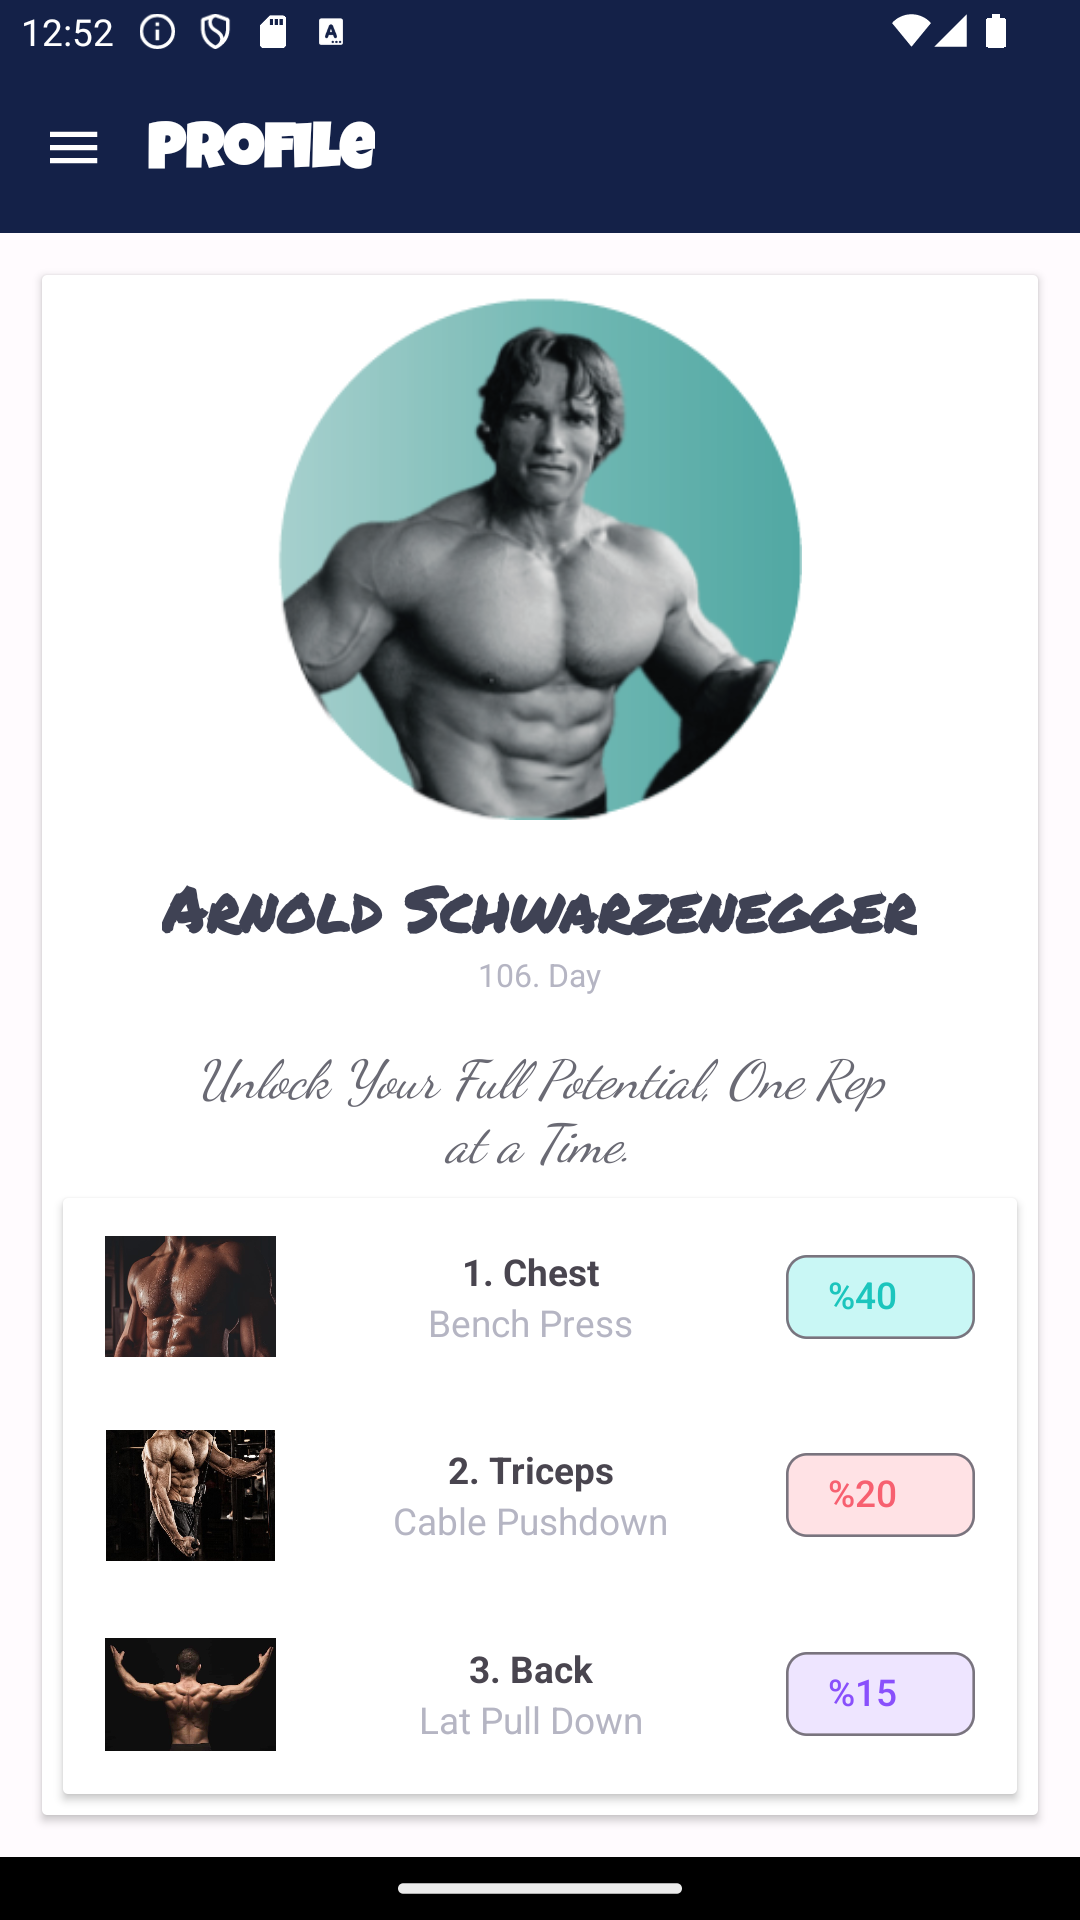 12:52
Profile
Arnold Schwarzenegger
106. Day
Unlock Your Full Potential, One Rep
at a Time.
1. Chest
Bench Press
%40
2. Triceps
Cable Pushdown
%20
3. Back
Lat Pull Down
%15